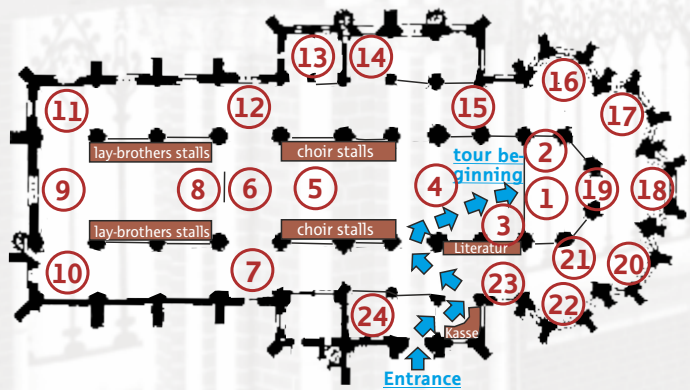 13 14
16
11 12 15 17
lay-brothers stalls choir stalls
tour be-
ginning
2
9 8 6 5 4 1 19 18
3
lay-brothers stalls choir stalls
Literatur
10 7 23 21 20
22
24
Kasse
Entrance